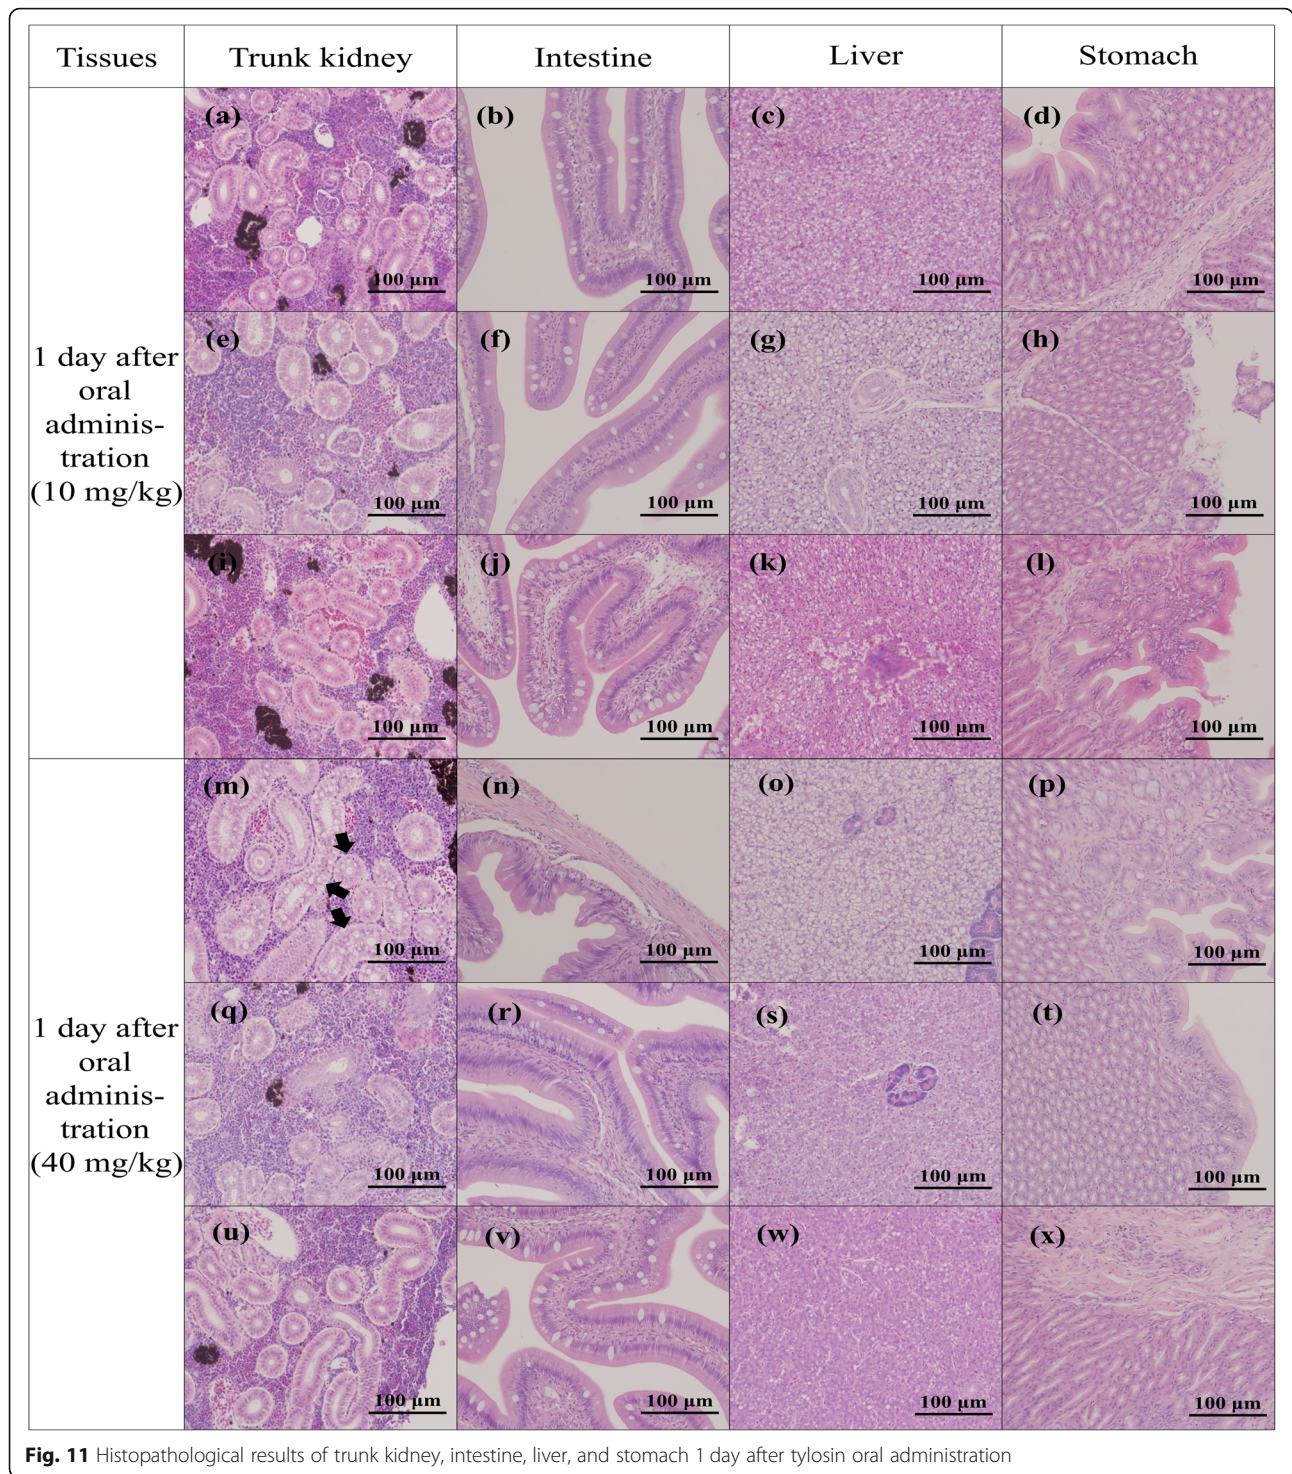 Tissues Trunk kidney Intestine Liver Stomach
1 day after
oral
adminis-
tration
(10 mg/kg)
(a) (b) (c) (d)
100 µm 100 µm 100 µm 100 µm
(e) (f) (g) (h)
100 µm 100 µm 100 µm 100 µm
(i) (j) (k) (l)
100 µm 100 µm 100 µm 100 µm
1 day after
oral
adminis-
tration
(40 mg/kg)
(m) (n) (o) (p)
100 µm 100 µm 100 µm 100 µm
(q) (r) (s) (t)
100 µm 100 µm 100 µm 100 µm
(u) (v) (w) (x)
100 µm 100 µm 100 µm 100 µm
Fig. 11 Histopathological results of trunk kidney, intestine, liver, and stomach 1 day after tylosin oral administration